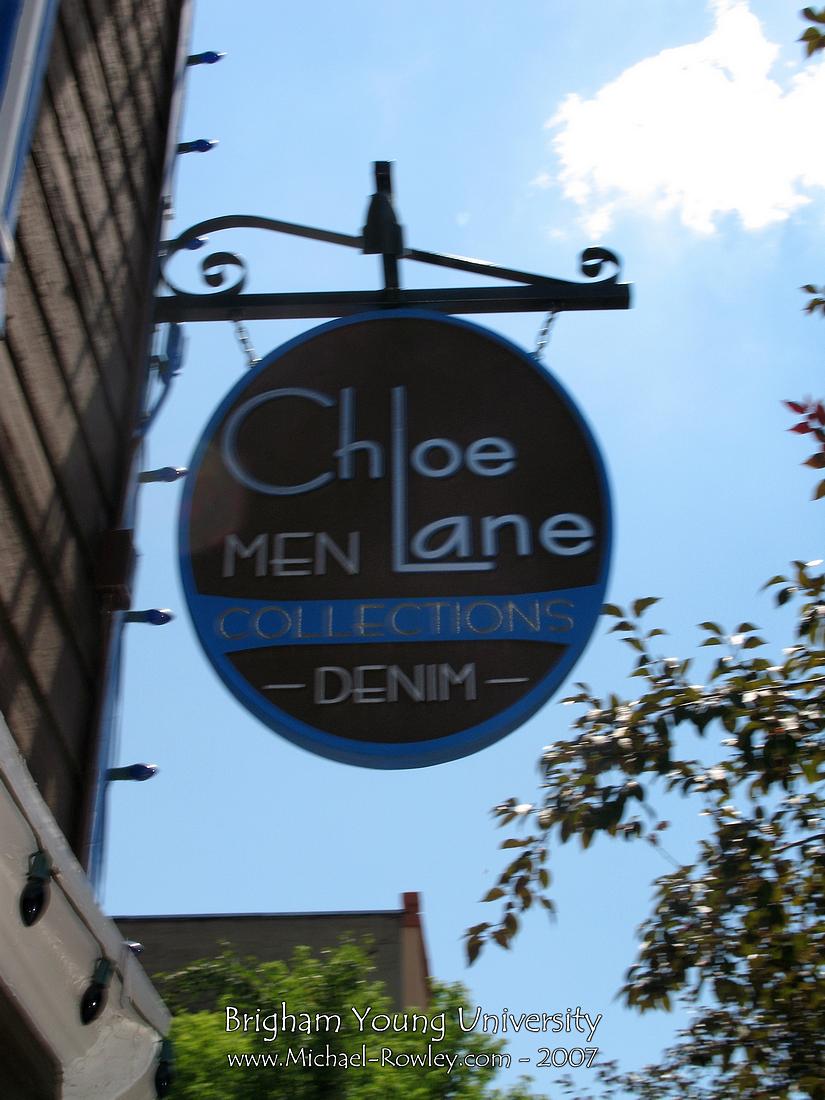 Chloe
MEN Lane
COLLECTIONS
- DENIM -
Brigham Young University
www.Michael-Rowley.com - 2007